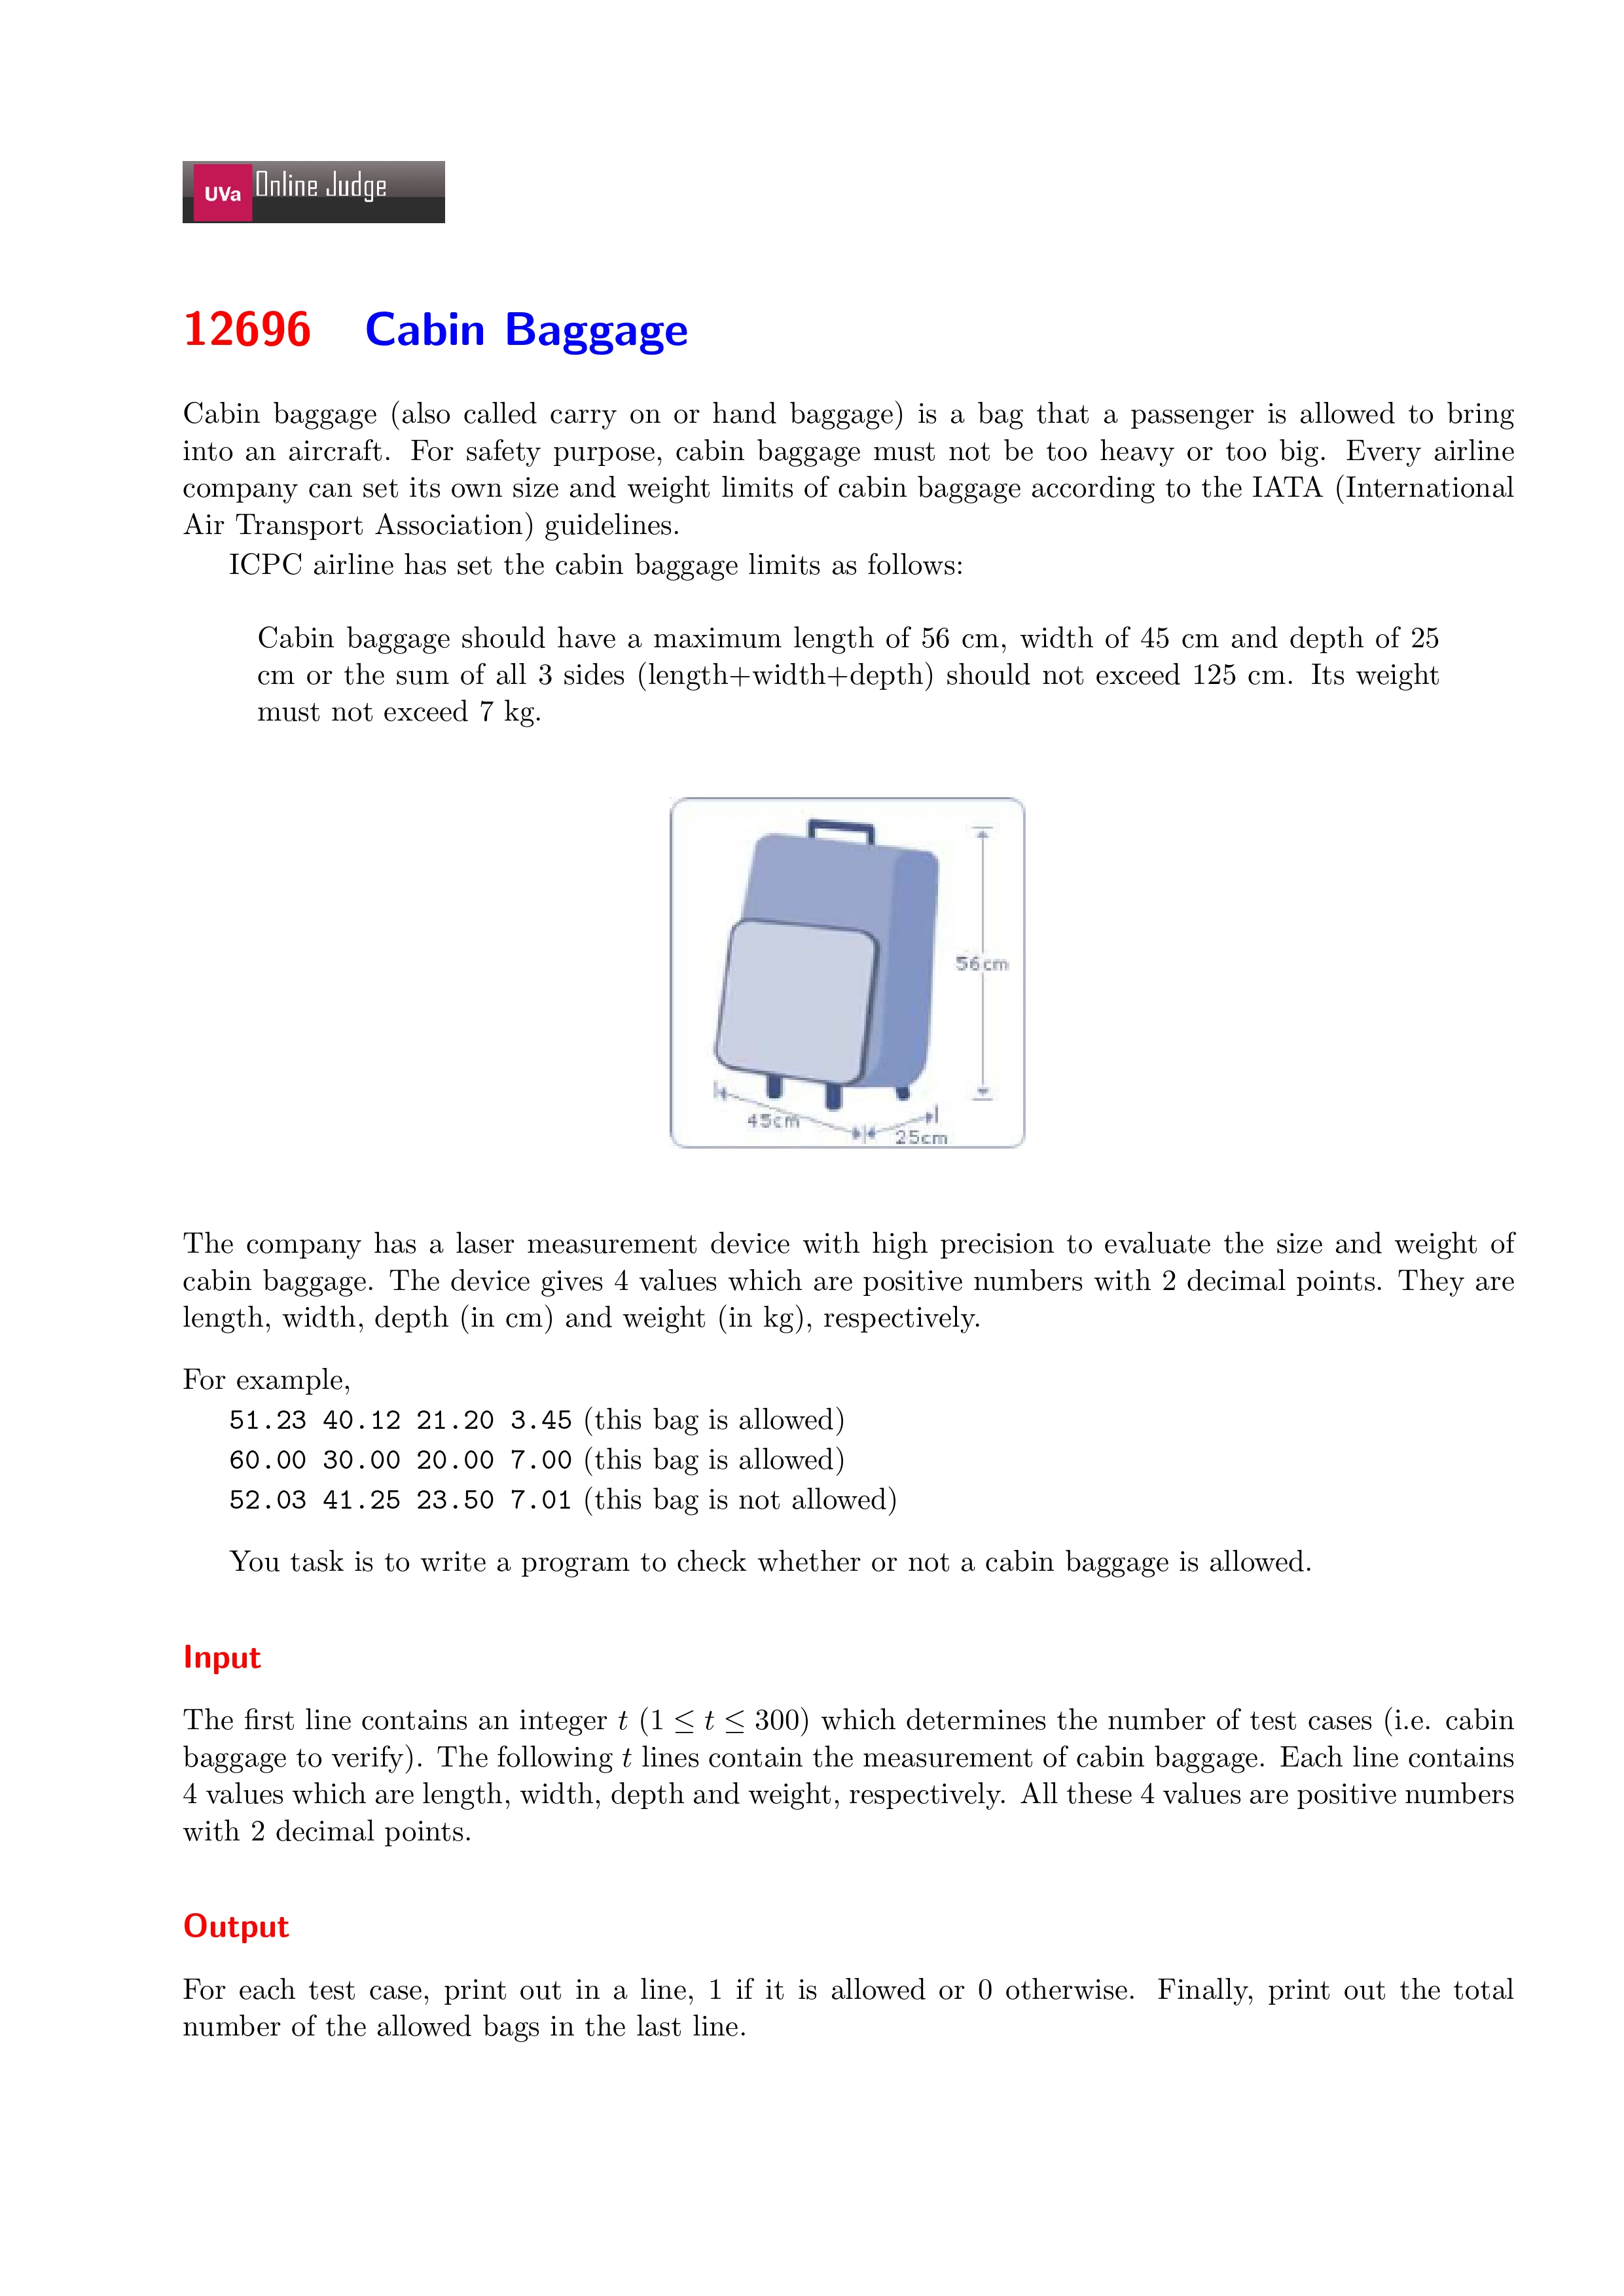 UVa Online Judge
12696 Cabin Baggage
Cabin baggage (also called carry on or hand baggage) is a bag that a passenger is allowed to bring
into an aircraft. For safety purpose, cabin baggage must not be too heavy or too big. Every airline
company can set its own size and weight limits of cabin baggage according to the IATA (International
Air Transport Association) guidelines.
ICPC airline has set the cabin baggage limits as follows:
Cabin baggage should have a maximum length of 56 cm, width of 45 cm and depth of 25
cm or the sum of all 3 sides (length+width+depth) should not exceed 125 cm. Its weight
must not exceed 7 kg.
56cm
45cm
25cm
The company has a laser measurement device with high precision to evaluate the size and weight of
cabin baggage. The device gives 4 values which are positive numbers with 2 decimal points. They are
length, width, depth (in cm) and weight (in kg), respectively.
For example,
51.23 40.12 21.20 3.45 (this bag is allowed)
60.00 30.00 20.00 7.00 (this bag is allowed)
52.03 41.25 23.50 7.01 (this bag is not allowed)
You task is to write a program to check whether or not a cabin baggage is allowed.
Input
The first line contains an integer t (1 ≤ t ≤ 300) which determines the number of test cases (i.e. cabin
baggage to verify). The following t lines contain the measurement of cabin baggage. Each line contains
4 values which are length, width, depth and weight, respectively. All these 4 values are positive numbers
with 2 decimal points.
Output
For each test case, print out in a line, 1 if it is allowed or 0 otherwise. Finally, print out the total
number of the allowed bags in the last line.